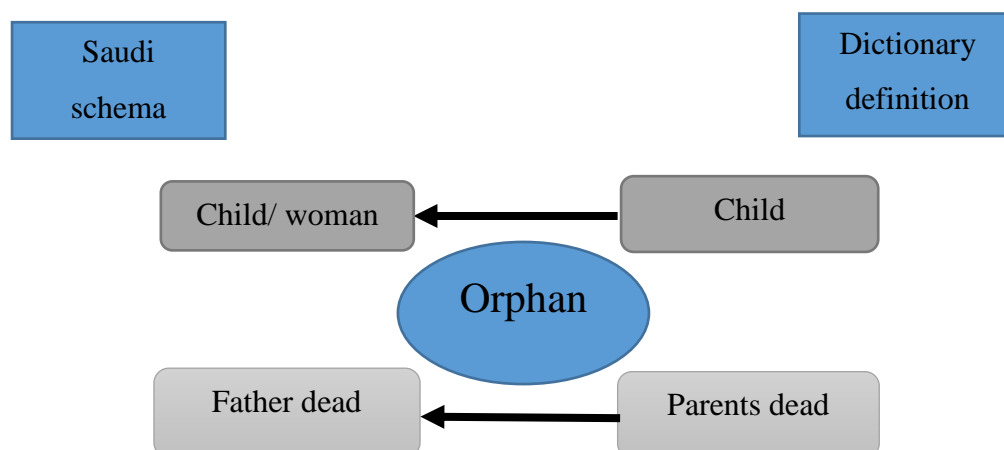 Saudi
schema
Dictionary
definition
Child/ woman
Child
Orphan
Father dead
Parents dead